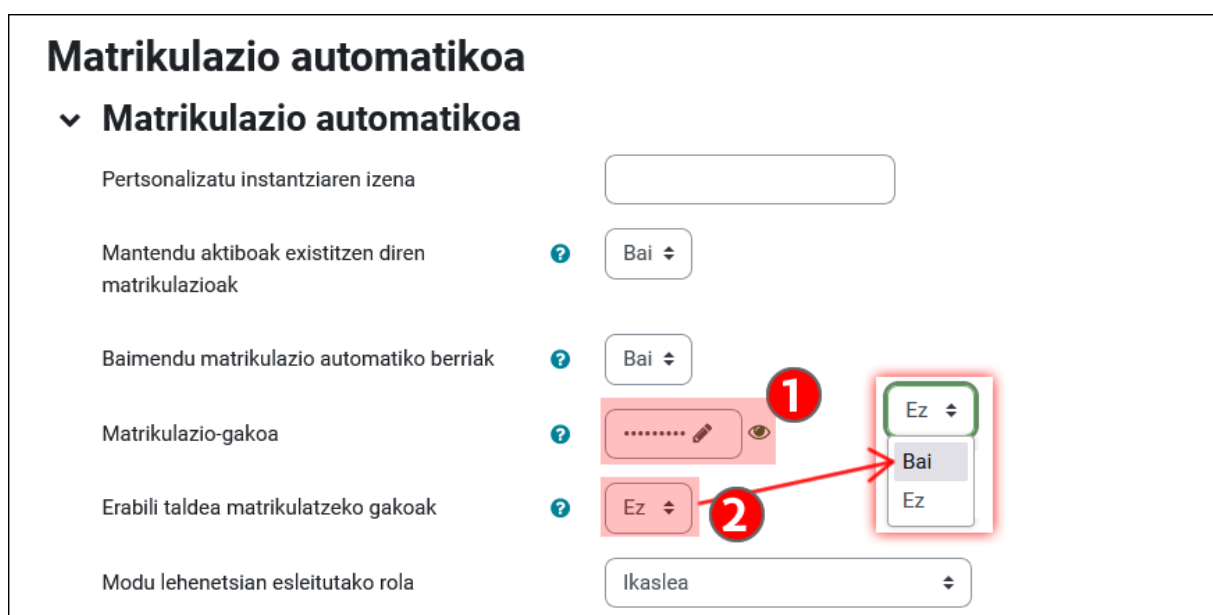 Matrikulazio automatikoa
Matrikulazio automatikoa
Pertsonalizatu instantziaren izena
Mantendu aktiboak existitzen diren
matrikulazioak
Bai
Baimendu matrikulazio automatiko berriak
Bai
1
Matrikulazio-gakoa
•••••••••
Ez
Bai
Ez
Erabili taldea matrikulatzeko gakoak
Ez
2
Modu lehenetsian esleitutako rola
Ikaslea